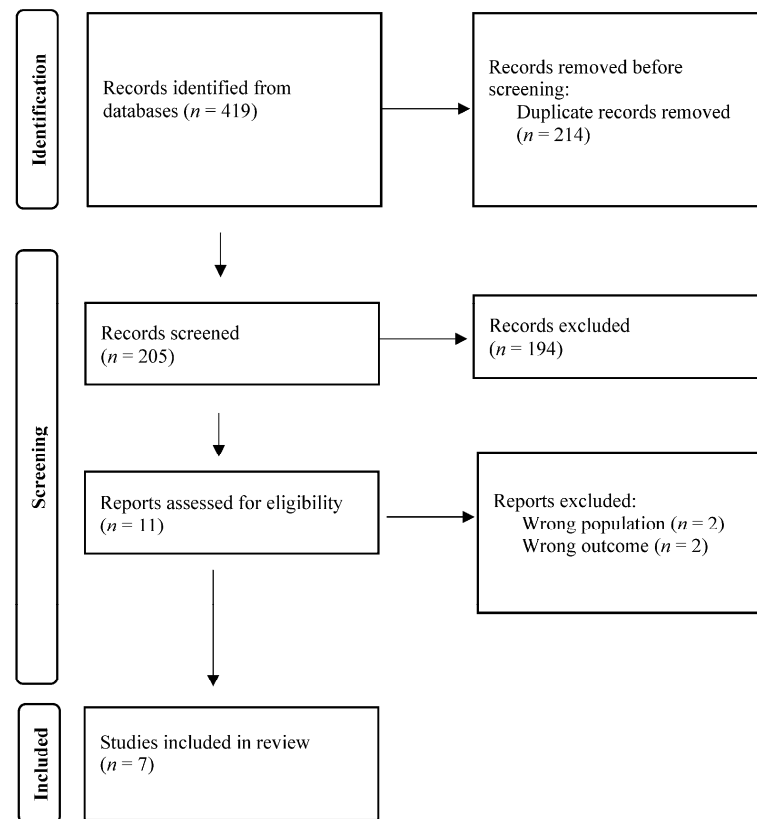 Identification
Records identified from
databases (n = 419)
Records removed before
screening:
Duplicate records removed
(n = 214)
Screening
Records screened
(n = 205)
Records excluded
(n = 194)
Reports assessed for eligibility
(n = 11)
Reports excluded:
Wrong population (n = 2)
Wrong outcome (n = 2)
Included
Studies included in review
(n = 7)